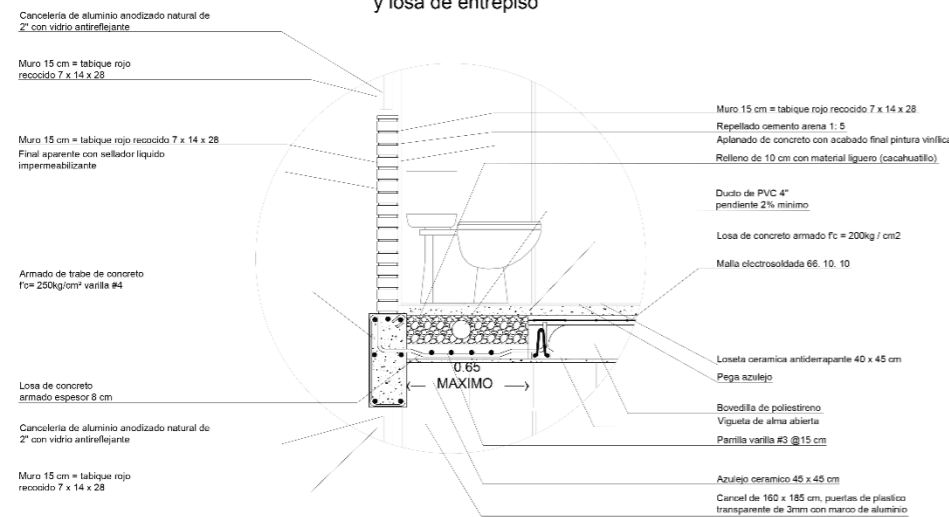 y losa de entrepiso
Cancelería de aluminio anodizado natural de
2" con vidrio antireflejante
Muro 15 cm = tabique rojo
recocido 7 x 14 x 28
Muro 15 cm = tabique rojo recocido 7 x 14 x 28
Final aparente con sellador líquido
impermeabilizante
Armado de trabe de concreto
f'c= 250kg/cm² varilla #4
Losa de concreto
armado espesor 8 cm
Cancelería de aluminio anodizado natural de
2" con vidrio antireflejante
Muro 15 cm = tabique rojo
recocido 7 x 14 x 28
0.65
MAXIMO
Muro 15 cm = tabique rojo recocido 7 x 14 x 28
Repellado cemento arena 1: 5
Aplanado de concreto con acabado final pintura vinílica
Relleno de 10 cm con material liguero (cacahuatillo)
Ducto de PVC 4"
pendiente 2% minimo
Losa de concreto armado f'c = 200kg / cm2
Malla electrosoldada 66. 10. 10
Loseta ceramica antiderrapante 40 x 45 cm
Pega azulejo
Bovedilla de poliestireno
Vigueta de alma abierta
Parrilla varilla #3 @15 cm
Azulejo ceramico 45 x 45 cm
Cancel de 160 x 185 cm, puertas de plastico
transparente de 3mm con marco de aluminio